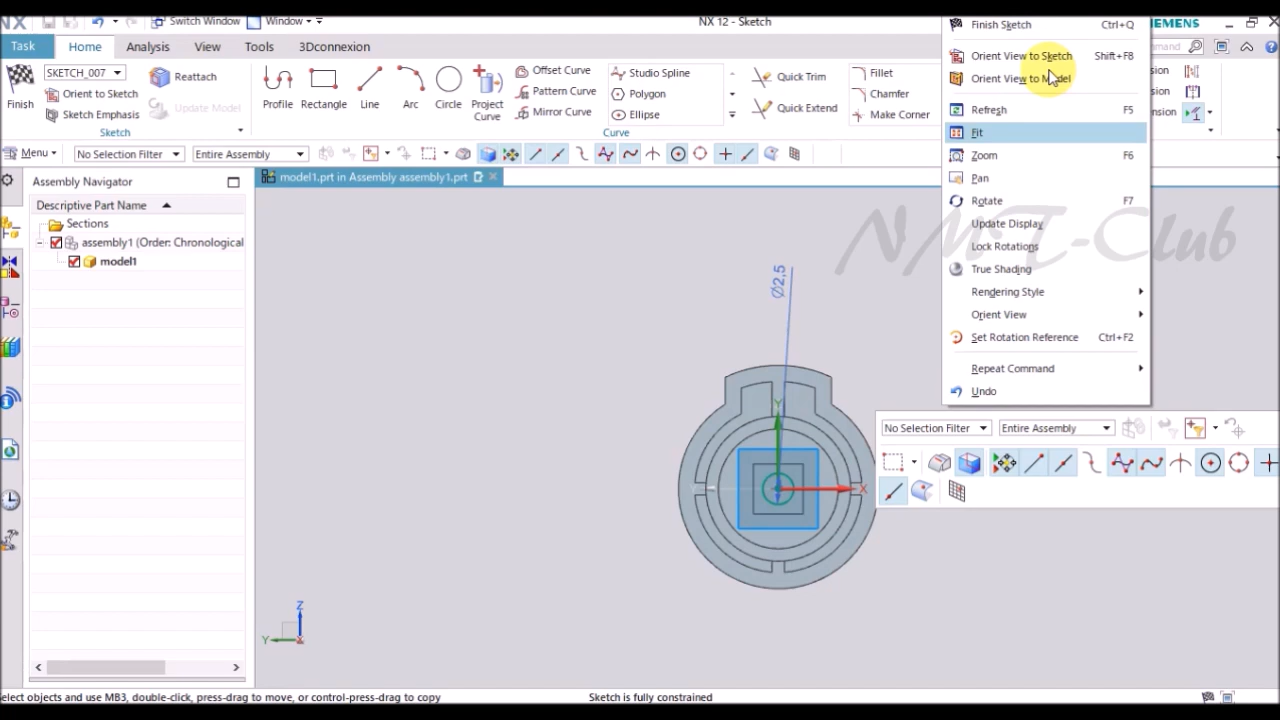 NX
Switch Window
Window
NX 12 - Sketch
SIEMENS
Task
Home
Analysis
View
Tools
3Dconnexion
mmand
Finish
SKETCH_007
Orient to Sketch
Sketch Emphasis
Reattach
Update Model
Sketch
Profile
Rectangle
Line
Arc
Circle
Project
Curve
Offset Curve
Pattern Curve
Mirror Curve
Studio Spline
Polygon
Ellipse
Curve
Quick Trim
Quick Extend
Fillet
Chamfer
Make Corner
nsion
nsion
Menu
No Selection Filter
Entire Assembly
Assembly Navigator
Descriptive Part Name
Sections
assembly1 (Order: Chronological
model1
model1.prt in Assembly assembly1.prt
Finish Sketch Ctrl+Q
Orient View to Sketch Shift+F8
Orient View to Model
Refresh F5
Fit
Zoom F6
Pan
Rotate F7
Update Display
Lock Rotations
True Shading
Rendering Style
Orient View
Set Rotation Reference Ctrl+F2
Repeat Command
Undo
NMT-Club
No Selection Filter
Entire Assembly
Ø2,5
Y
X
Z
Y
X
elect objects and use MB3, double-click, press-drag to move, or control-press-drag to copy
Sketch is fully constrained